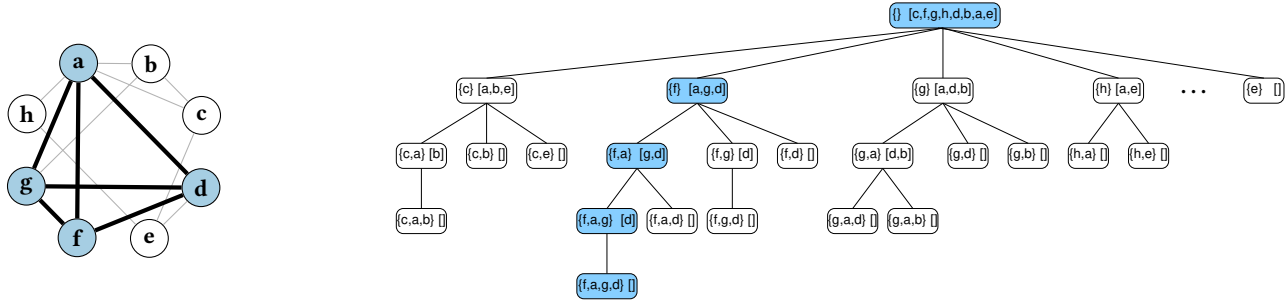 a
b
h
c
g
d
f
e
{} [c,f,g,h,d,b,a,e]
{c} [a,b,e]
{f} [a,g,d]
{g} [a,d,b]
{h} [a,e]
...
{e} []
{c,a} [b]
{c,b} []
{c,e} []
{f,a} [g,d]
{f,g} [d]
{f,d} []
{g,a} [d,b]
{g,d} []
{g,b} []
{h,a} []
{h,e} []
{c,a,b} []
{f,a,g} [d]
{f,a,d} []
{f,g,d} []
{g,a,d} []
{g,a,b} []
{f,a,g,d} []